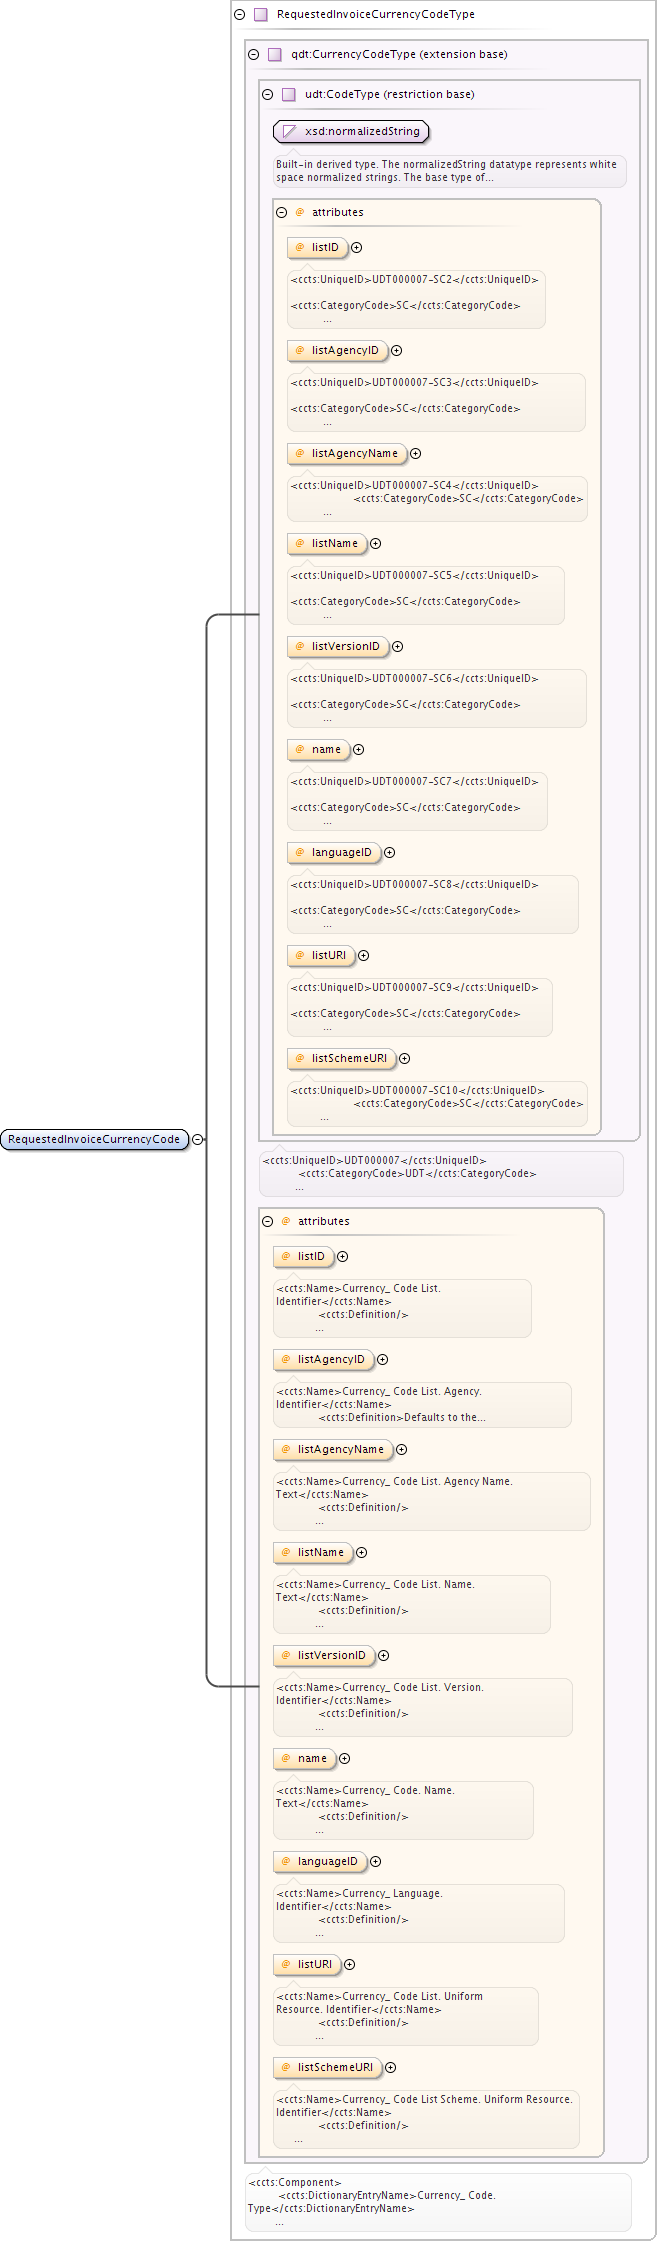 RequestedInvoiceCurrencyCodeType
qdt:CurrencyCodeType (extension base)
udt:CodeType (restriction base)
xsd:normalizedString
Built-in derived type. The normalizedString datatype represents white
space normalized strings. The base type of...
@ attributes
@ listID
<ccts:UniqueID>UDT000007-SC2</ccts:UniqueID>
<ccts:CategoryCode>SC</ccts:CategoryCode>
...
@ listAgencyID
<ccts:UniqueID>UDT000007-SC3</ccts:UniqueID>
<ccts:CategoryCode>SC</ccts:CategoryCode>
...
@ listAgencyName
<ccts:UniqueID>UDT000007-SC4</ccts:UniqueID>
<ccts:CategoryCode>SC</ccts:CategoryCode>
...
@ listName
<ccts:UniqueID>UDT000007-SC5</ccts:UniqueID>
<ccts:CategoryCode>SC</ccts:CategoryCode>
...
@ listVersionID
<ccts:UniqueID>UDT000007-SC6</ccts:UniqueID>
<ccts:CategoryCode>SC</ccts:CategoryCode>
...
@ name
<ccts:UniqueID>UDT000007-SC7</ccts:UniqueID>
<ccts:CategoryCode>SC</ccts:CategoryCode>
...
@ languageID
<ccts:UniqueID>UDT000007-SC8</ccts:UniqueID>
<ccts:CategoryCode>SC</ccts:CategoryCode>
...
@ listURI
<ccts:UniqueID>UDT000007-SC9</ccts:UniqueID>
<ccts:CategoryCode>SC</ccts:CategoryCode>
...
@ listSchemeURI
<ccts:UniqueID>UDT000007-SC10</ccts:UniqueID>
<ccts:CategoryCode>SC</ccts:CategoryCode>
...
RequestedInvoiceCurrencyCode
<ccts:UniqueID>UDT000007</ccts:UniqueID>
<ccts:CategoryCode>UDT</ccts:CategoryCode>
...
@ attributes
@ listID
<ccts:Name>Currency_ Code List.
Identifier</ccts:Name>
<ccts:Definition/>
...
@ listAgencyID
<ccts:Name>Currency_ Code List. Agency.
Identifier</ccts:Name>
<ccts:Definition>Defaults to the...
@ listAgencyName
<ccts:Name>Currency_ Code List. Agency Name.
Text</ccts:Name>
<ccts:Definition/>
...
@ listName
<ccts:Name>Currency_ Code List. Name.
Text</ccts:Name>
<ccts:Definition/>
...
@ listVersionID
<ccts:Name>Currency_ Code List. Version.
Identifier</ccts:Name>
<ccts:Definition/>
...
@ name
<ccts:Name>Currency_ Code. Name.
Text</ccts:Name>
<ccts:Definition/>
...
@ languageID
<ccts:Name>Currency_ Language.
Identifier</ccts:Name>
<ccts:Definition/>
...
@ listURI
<ccts:Name>Currency_ Code List. Uniform
Resource. Identifier</ccts:Name>
<ccts:Definition/>
...
@ listSchemeURI
<ccts:Name>Currency_ Code List Scheme. Uniform Resource.
Identifier</ccts:Name>
<ccts:Definition/>
...
<ccts:Component>
<ccts:DictionaryEntryName>Currency_ Code.
Type</ccts:DictionaryEntryName>
...